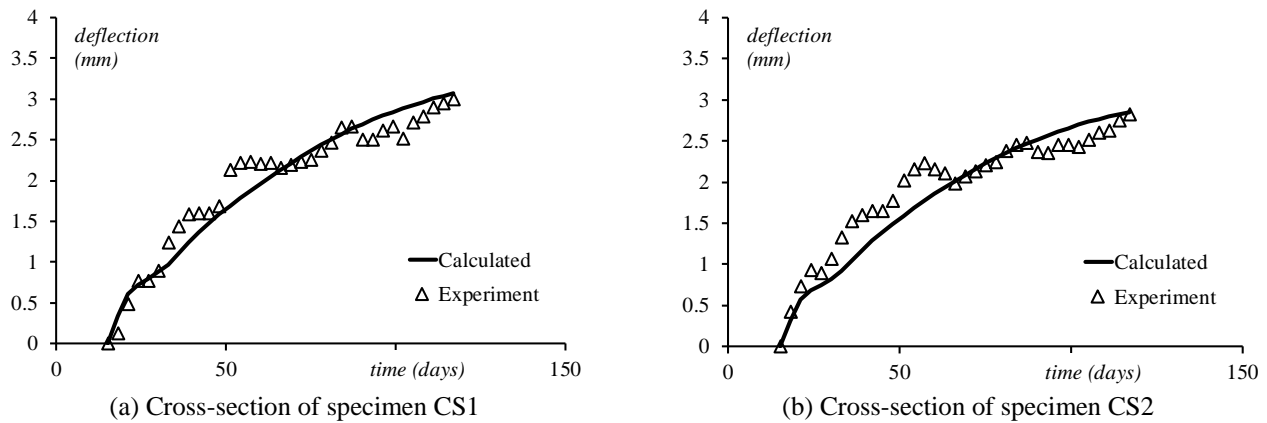 4
3.5
3
2.5
2
1.5
1
0.5
0
deflection
(mm)
Calculated
Experiment
0
50
time (days)
150
(a) Cross-section of specimen CS1
4
3.5
3
2.5
2
1.5
1
0.5
0
deflection
(mm)
Calculated
Experiment
0
50
time (days)
150
(b) Cross-section of specimen CS2